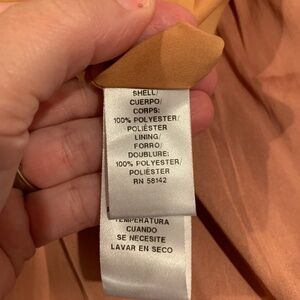 SHELL/
CUERPO/
CORPS:
100% POLYESTER/
POLIÉSTER
LINING/
FORRO/
DOUBLURE:
100% POLYESTER/
POLIÉSTER
RN 58142
TEMPERATURA
CUANDO
SE NECESITE
LAVAR EN SECO